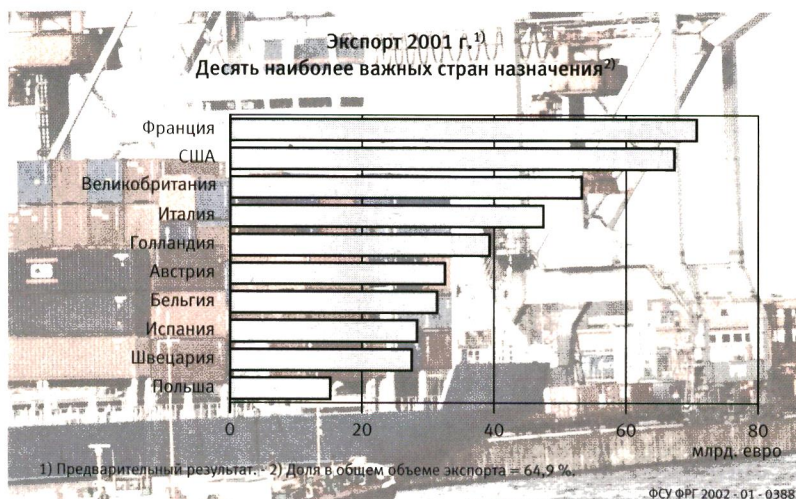 Экспорт 2001 г.1)
Десять наиболее важных стран назначения2)
Франция
США
Великобритания
Италия
Голландия
Австрия
Бельгия
Испания
Швецария
Польша
0 20 40 60 80
млрд. евро
1) Предварительный результат. - 2) Доля в общем объеме экспорта = 64,9 %.
ФСУ ФРГ 2002 - 01 - 0388